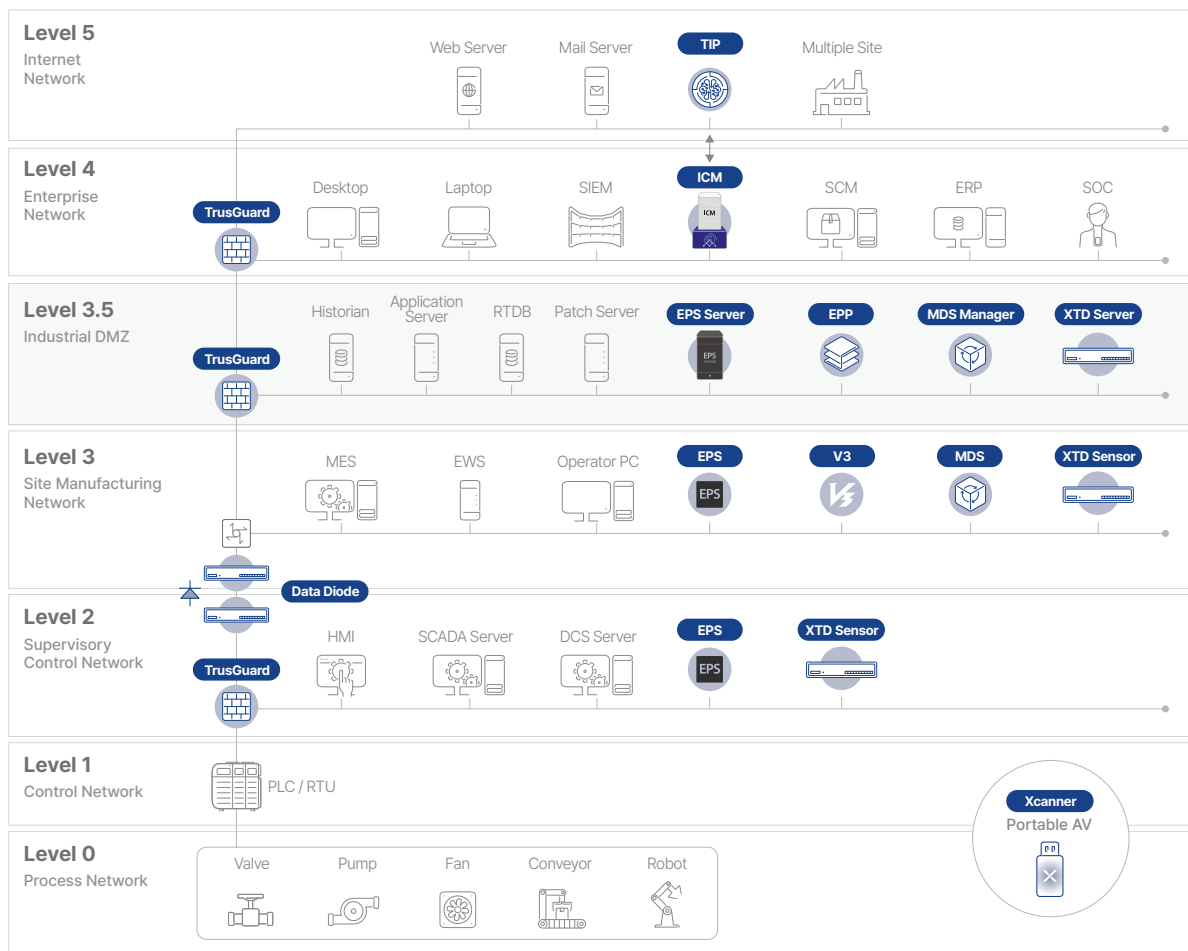 Level 5
Internet
Network
Web Server
Mail Server
TIP
Multiple Site
Level 4
Enterprise
Network
TrusGuard
Desktop
Laptop
SIEM
ICM
ICM
SCM
ERP
SOC
Level 3.5
Industrial DMZ
TrusGuard
Historian
Application
Server
RTDB
Patch Server
EPS Server
EPS
EPP
MDS Manager
XTD Server
Level 3
Site Manufacturing
Network
MES
EWS
Operator PC
EPS
EPS
V3
V3
MDS
XTD Sensor
Data Diode
Level 2
Supervisory
Control Network
TrusGuard
HMI
SCADA Server
DCS Server
EPS
EPS
XTD Sensor
Level 1
Control Network
PLC / RTU
Xcanner
Portable AV
Level 0
Process Network
Valve
Pump
Fan
Conveyor
Robot